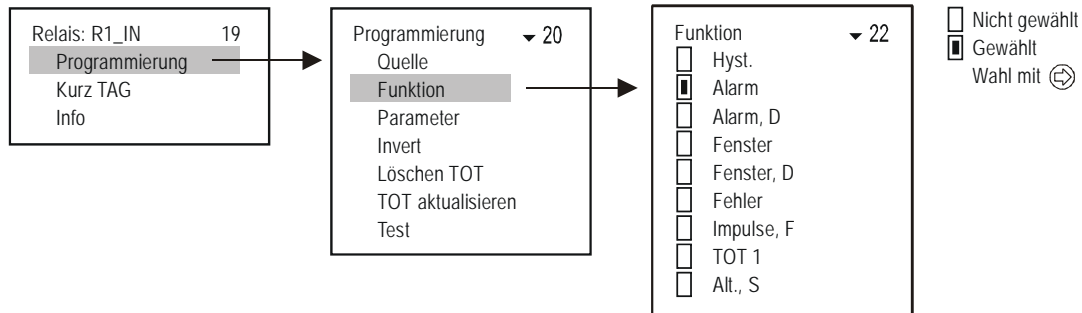 Relais: R1_IN 19
Programmierung
Kurz TAG
Info
Programmierung 20
Quelle
Funktion
Parameter
Invert
Löschen TOT
TOT aktualisieren
Test
Funktion 22
Hyst.
Alarm
Alarm, D
Fenster
Fenster, D
Fehler
Impulse, F
TOT 1
Alt., S
Nicht gewählt
Gewählt
Wahl mit